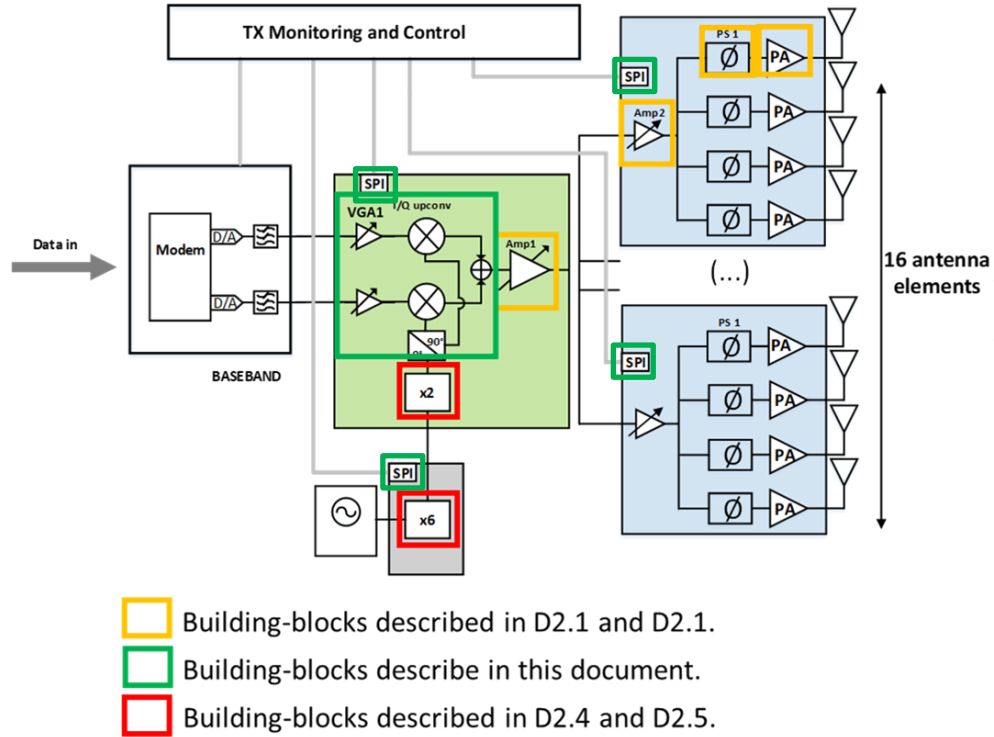 TX Monitoring and Control
PS 1
Ø
PA
SPI
Amp2
Ø
PA
Ø
PA
Ø
PA
SPI
VGA1
I/Q upconv
Amp1
Modem
D/A
D/A
Data in
BASEBAND
90°
x2
(...)
16 antenna
elements
PS 1
Ø
PA
SPI
Ø
PA
Ø
PA
Ø
PA
SPI
x6
Building-blocks described in D2.1 and D2.1.
Building-blocks describe in this document.
Building-blocks described in D2.4 and D2.5.